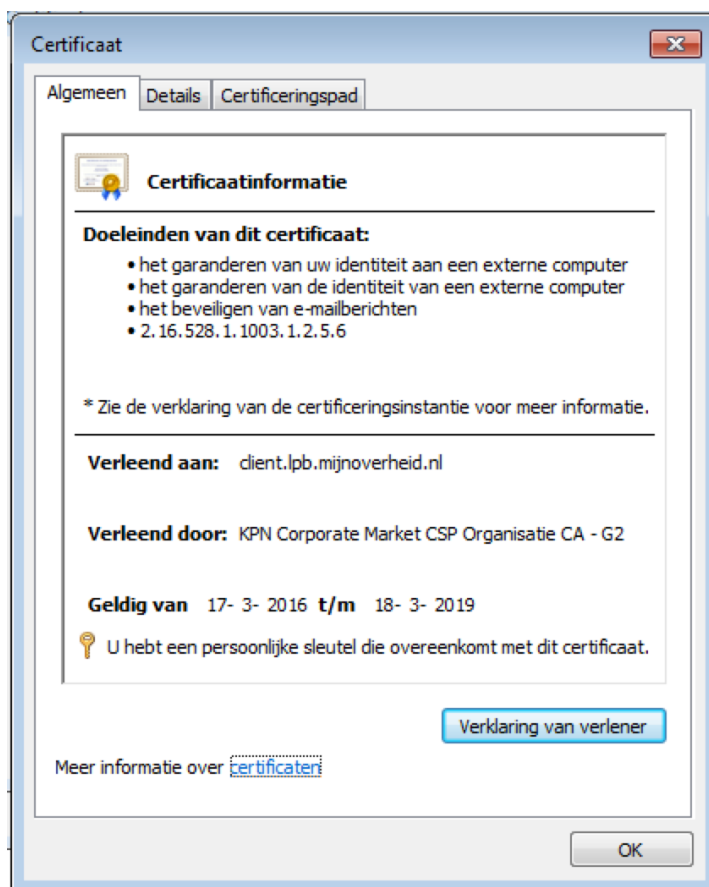 Certificaat
Algemeen Details Certificeringspad
Certificaatinformatie
Doeleinden van dit certificaat:
• het garanderen van uw identiteit aan een externe computer
• het garanderen van de identiteit van een externe computer
• het beveiligen van e-mailberichten
• 2.16.528.1.1003.1.2.5.6
* Zie de verklaring van de certificeringsinstantie voor meer informatie.
Verleend aan: client.lpb.mijnoverheid.nl
Verleend door: KPN Corporate Market CSP Organisatie CA - G2
Geldig van 17- 3- 2016 t/m 18- 3- 2019
U hebt een persoonlijke sleutel die overeenkomt met dit certificaat.
Verklaring van verlener
Meer informatie over certificaten
OK